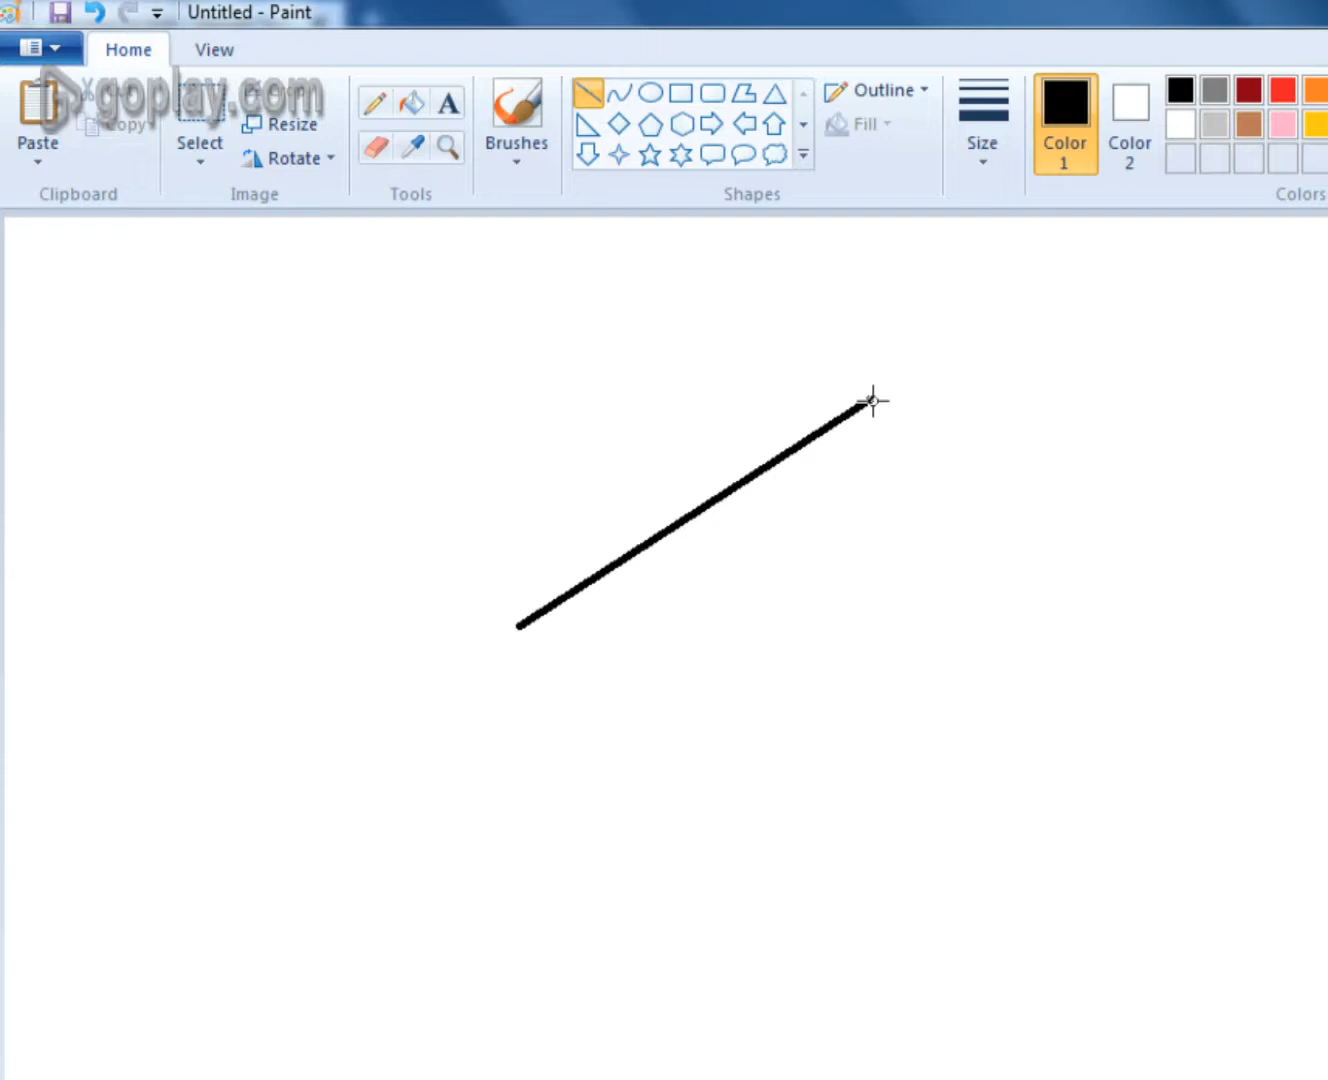 Untitled - Paint
Home View
goplay.com
Copy
Paste
Select
Resize
Rotate
Brushes
Outline
Fill
Size
Color 1
Color 2
Clipboard
Image
Tools
Shapes
Colors